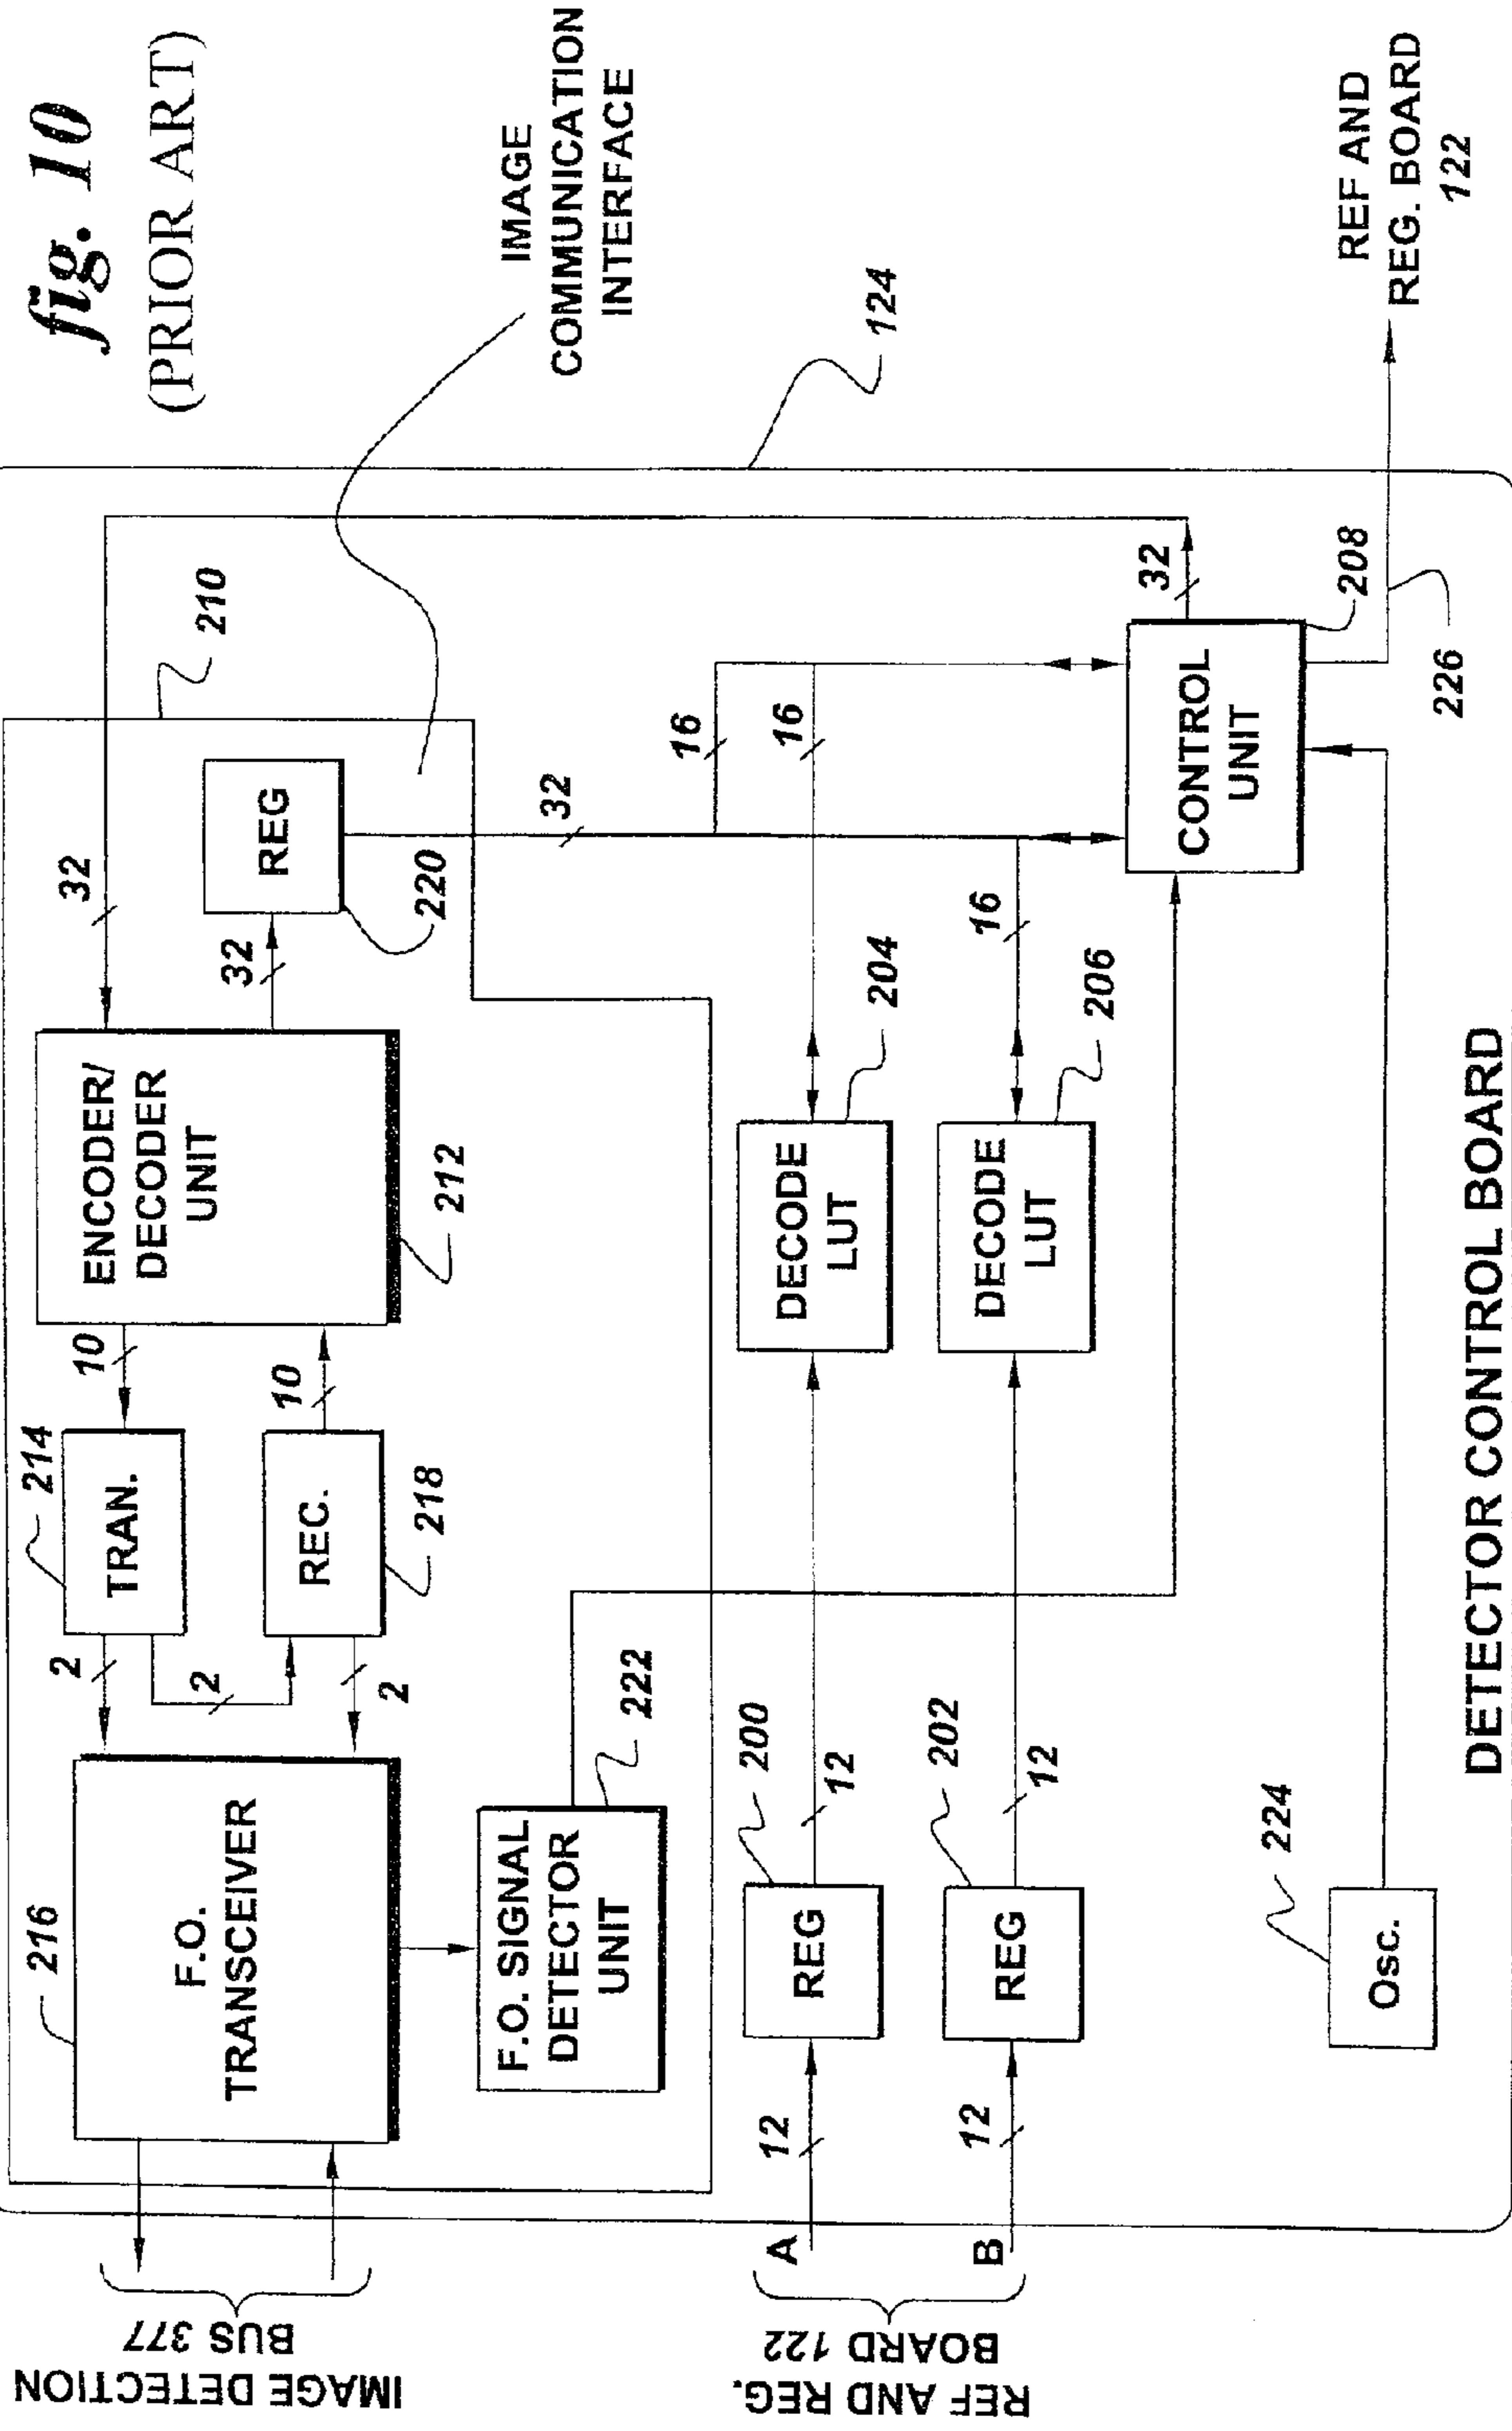 fig. 10
(PRIOR ART)
IMAGE
COMMUNICATION
INTERFACE
124
210
32
32
REG
220
32
ENCODER/
DECODER
UNIT
212
10
10
214
TRAN.
REC.
218
2
2
2
216
F.O.
TRANSCEIVER
F.O. SIGNAL
DETECTOR
UNIT
222
IMAGE DETECTION
BUS 377
REF AND REG.
BOARD 122
A
B
12
12
REG
REG
200
202
12
12
DECODE
LUT
204
DECODE
LUT
206
16
16
16
32
CONTROL
UNIT
208
226
REF AND
REG. BOARD
122
224
Osc.
DETECTOR CONTROL BOARD